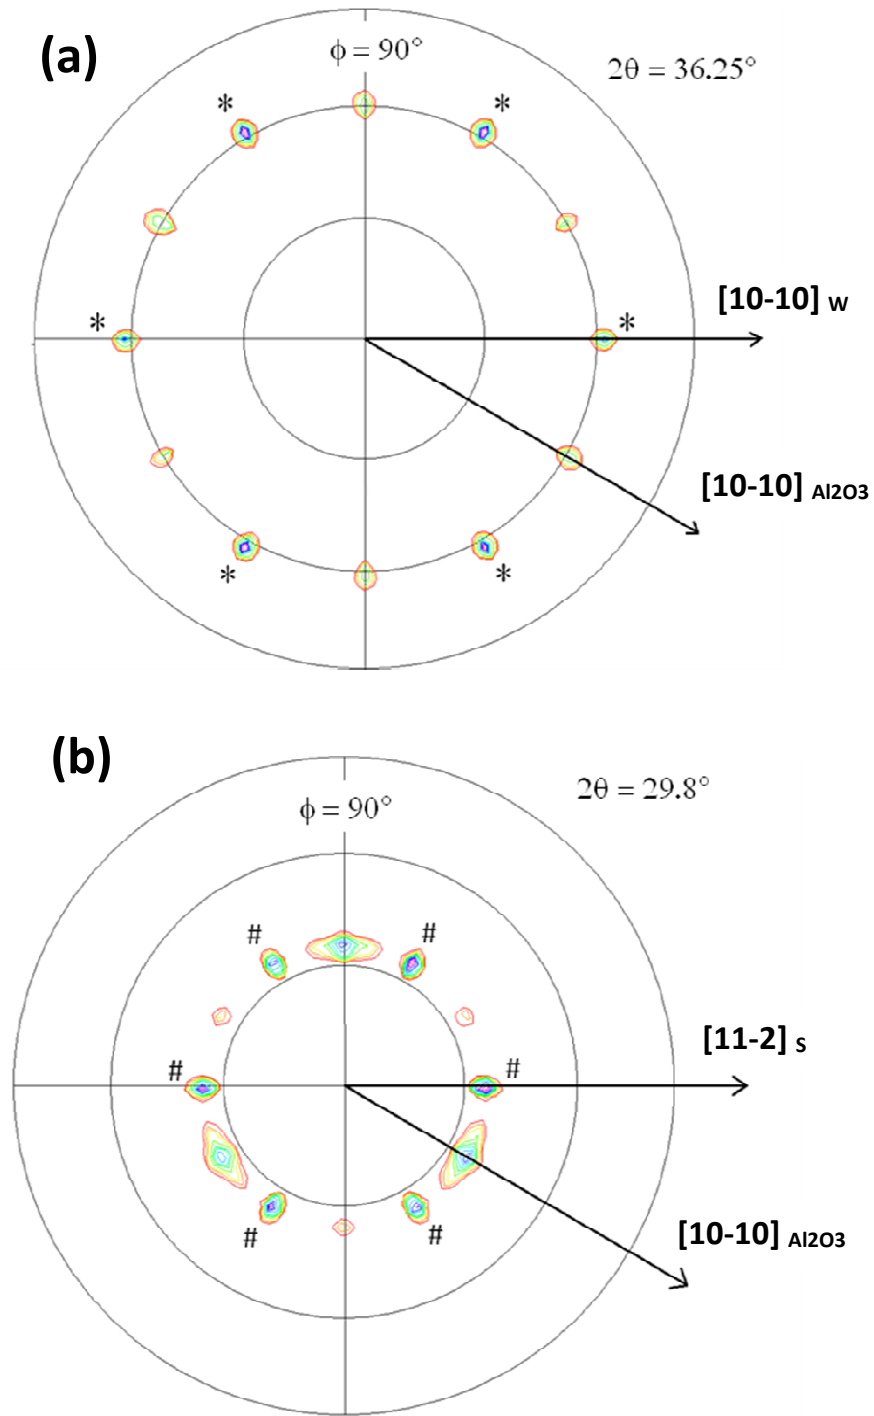 (a)
ϕ = 90°
2θ = 36.25°
* *
* *
[10-10] W
[10-10] Al2O3
* *
(b)
2θ = 29.8°
ϕ = 90°
# #
# #
[11-2] S
# #
[10-10] Al2O3